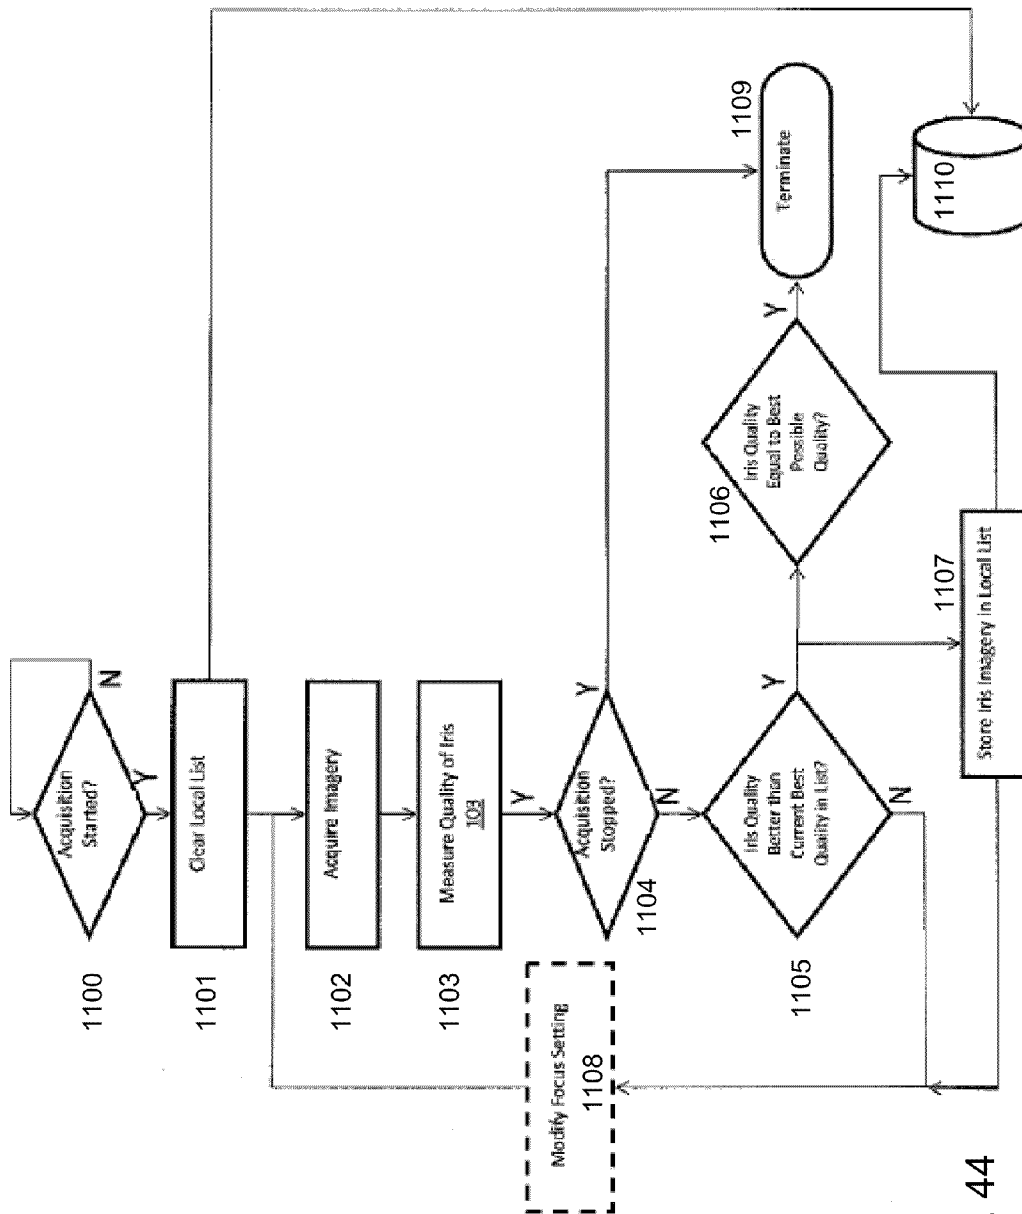 1100
Acquisition
Started?
N
Y
1101
Clear Local List
1102
Acquire Imagery
1103
Measure Quality of Iris
103
Y
Acquisition
Stopped?
1104
Y
N
1105
Iris Quality
Better than
Current Best
Quality in List?
Y
N
1106
Iris Quality
Equal to Best
Possible
Quality?
Y
1109
Terminate
1107
Store Iris Imagery in Local List
1110
Modify Focus Setting
1108
44